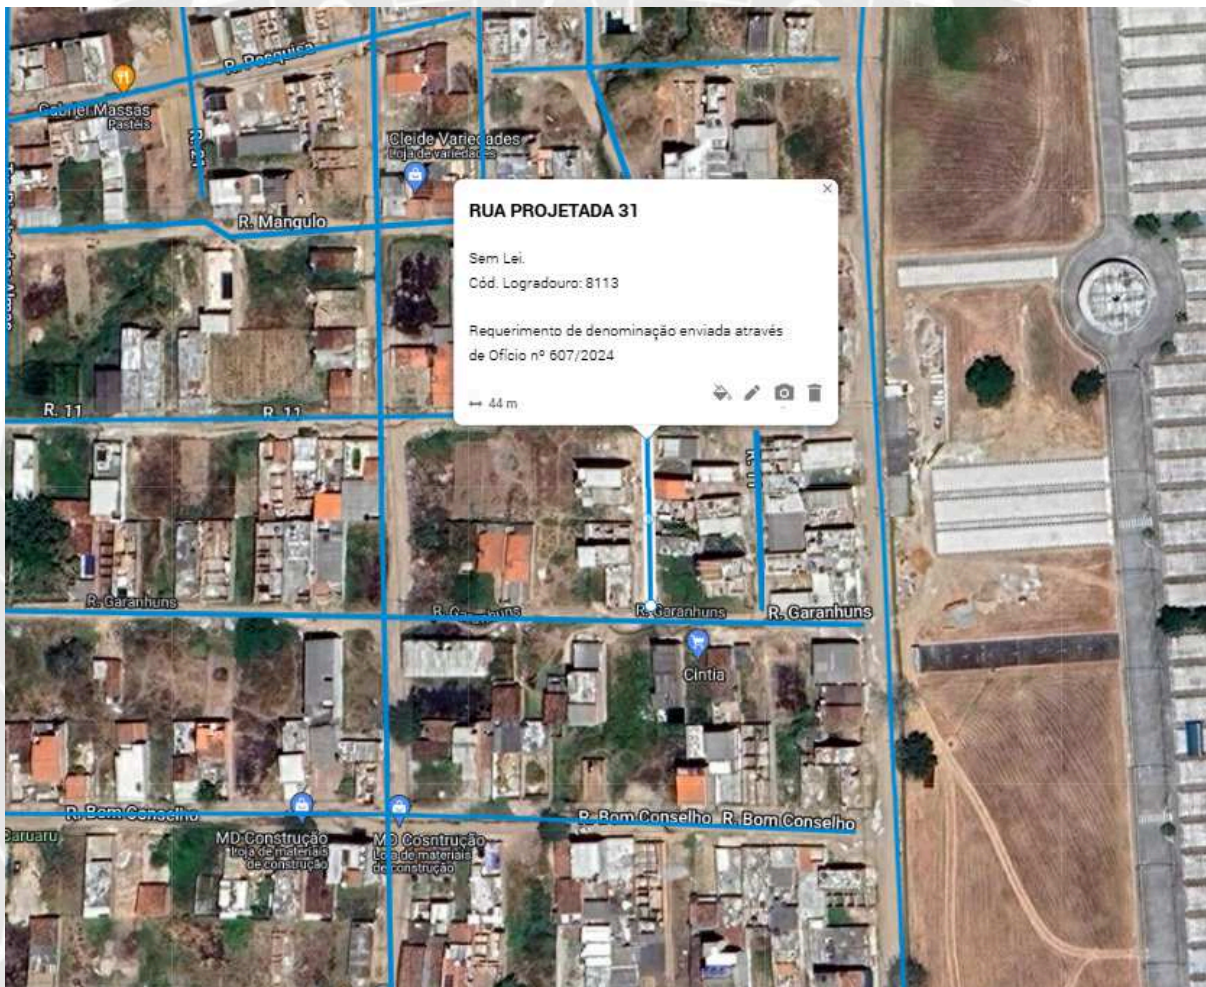 R. Pesquisa
Gabriel Massas
Pastéis
R. 21
Cleide Variedades
Loja de variedades
R. Mangulo
RUA PROJETADA 31
Sem Lei.
Cód. Logradouro: 8113
Requerimento de denominação enviada através
de Ofício nº 607/2024
44 m
R. 11
R. 11
R. 11
R. Garanhuns
R. Garanhuns
R. Garanhuns
R. Garanhuns
Cintia
R. Bom Conselho
R. Bom Conselho
R. Bom Conselho
Caruaru
MD Construção
loja de materiais
de construção
MD Cosntrução
Loja de materiais
de construção